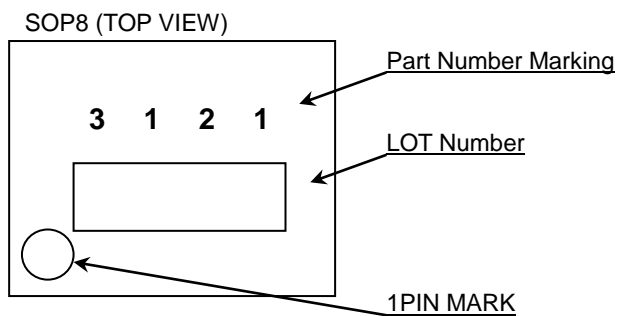 SOP8 (TOP VIEW)
Part Number Marking
3 1 2 1
LOT Number
1PIN MARK